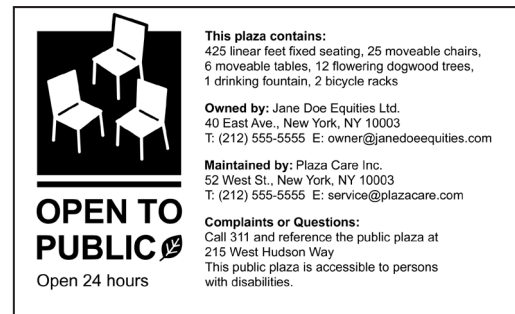 OPEN TO
PUBLIC
Open 24 hours
This plaza contains:
425 linear feet fixed seating, 25 moveable chairs,
6 moveable tables, 12 flowering dogwood trees,
1 drinking fountain, 2 bicycle racks
Owned by: Jane Doe Equities Ltd.
40 East Ave., New York, NY 10003
T: (212) 555-5555 E: owner@janedoeequities.com
Maintained by: Plaza Care Inc.
52 West St., New York, NY 10003
T: (212) 555-5555 E: service@plazacare.com
Complaints or Questions:
Call 311 and reference the public plaza at
215 West Hudson Way
This public plaza is accessible to persons
with disabilities.